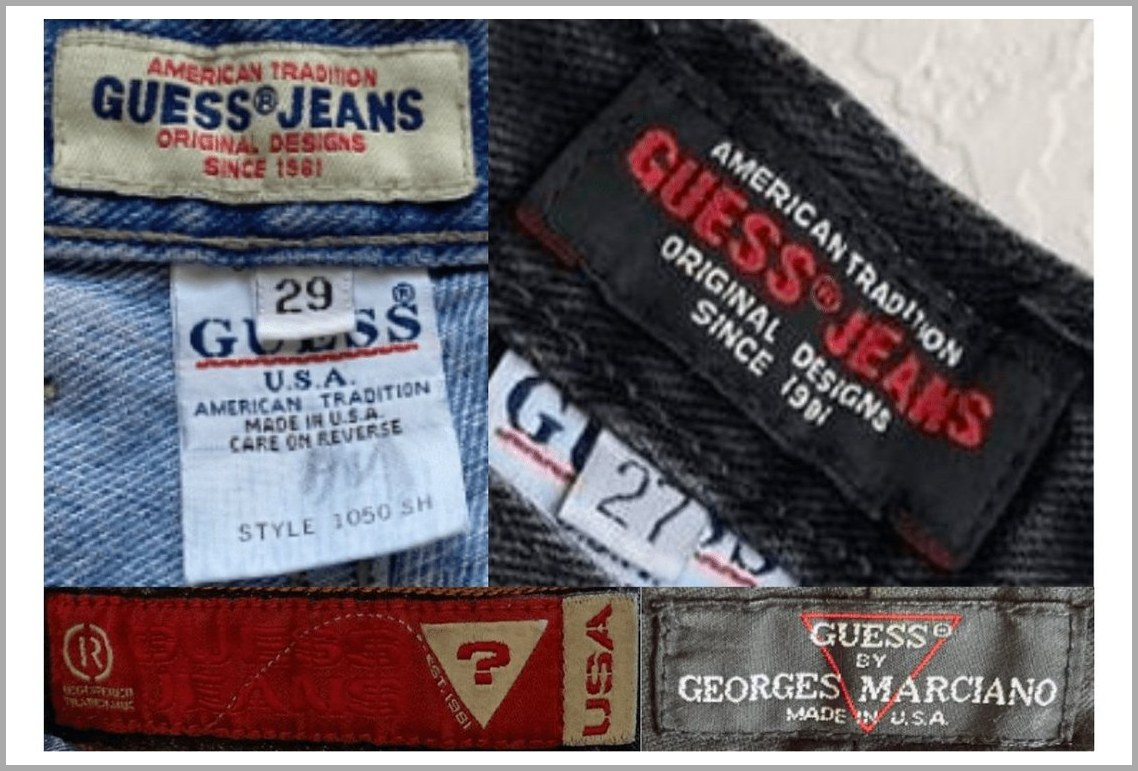 AMERICAN TRADITION
GUESS® JEANS
ORIGINAL DESIGNS
SINCE 1981
29
GUESS®
U.S.A.
AMERICAN TRADITION
MADE IN U.S.A.
CARE ON REVERSE
STYLE 1050 SH
AMERICAN TRADITION
GUESS® JEANS
ORIGINAL DESIGNS
SINCE 1981
G
27
®
REGISTERED
TRADEMARK
GUESS
JEANS
?
EST. 1981
USA
GUESS®
BY
GEORGES MARCIANO
MADE IN U.S.A.